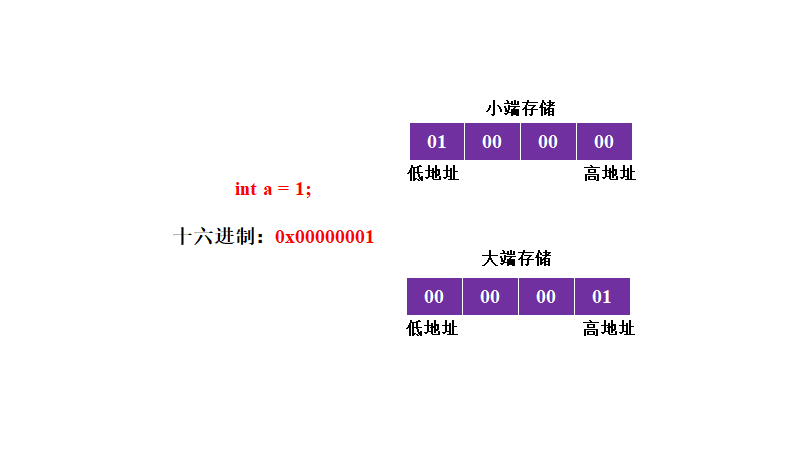 小端存储
01 00 00 00
低地址 高地址
int a = 1;
十六进制：0x00000001
大端存储
00 00 00 01
低地址 高地址